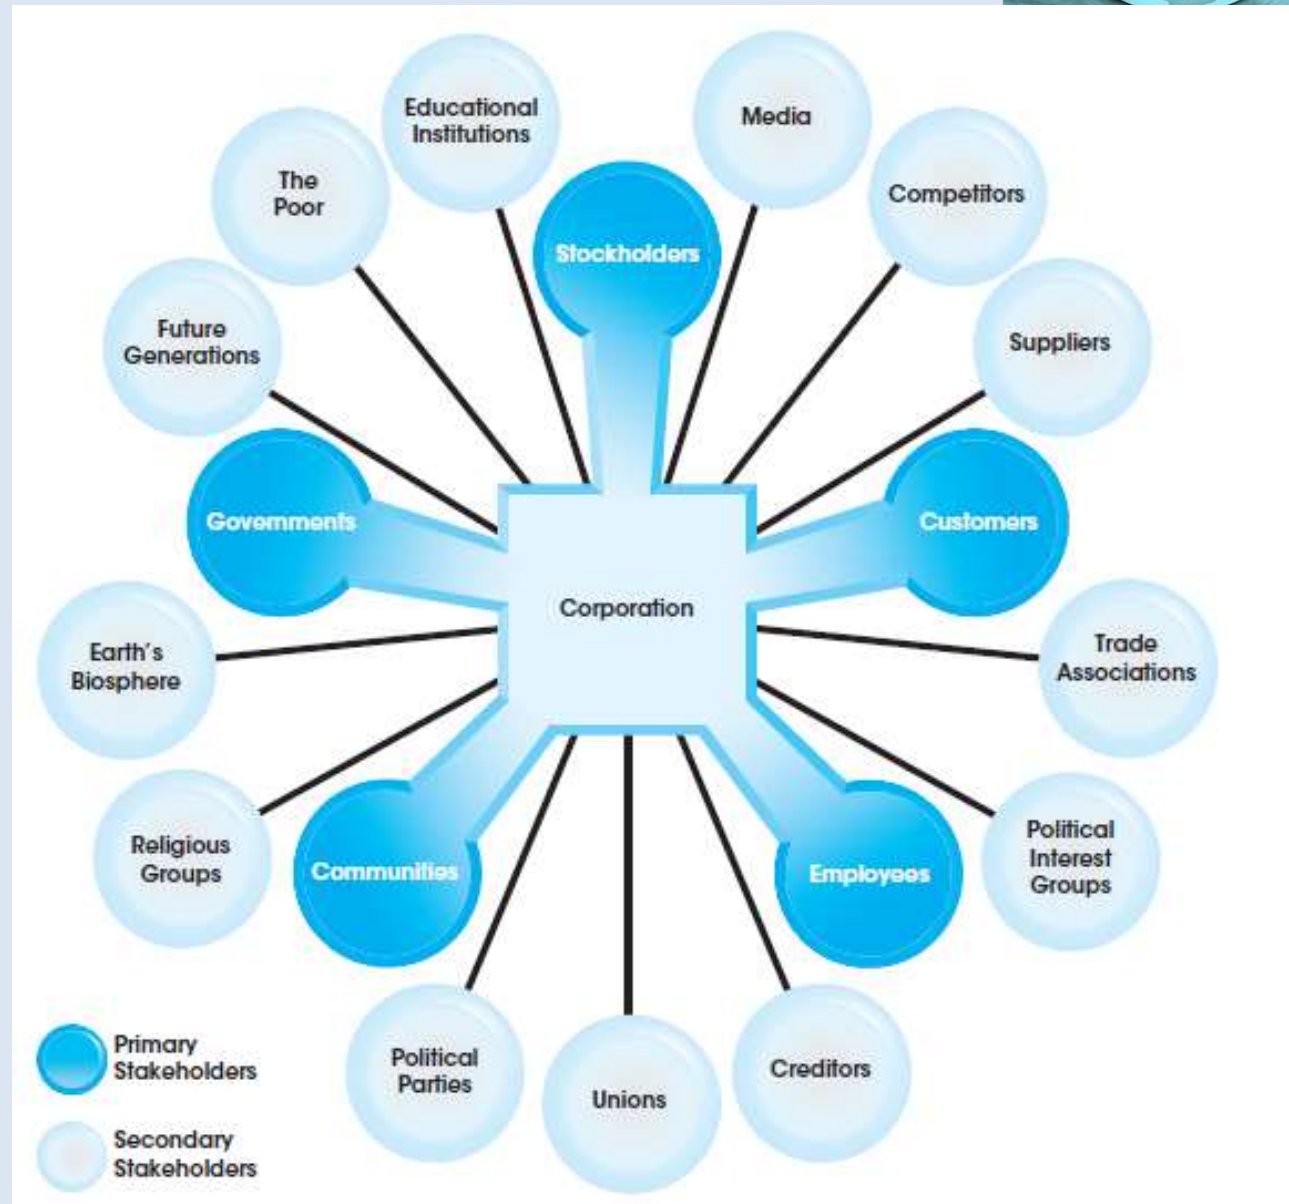 Educational
Institutions
Media
The
Poor
Competitors
Stockholders
Future
Generations
Suppliers
Governments
Customers
Corporation
Earth's
Biosphere
Trade
Associations
Religious
Groups
Communities
Employees
Political
Interest
Groups
Political
Parties
Unions
Creditors
Primary
Stakeholders
Secondary
Stakeholders